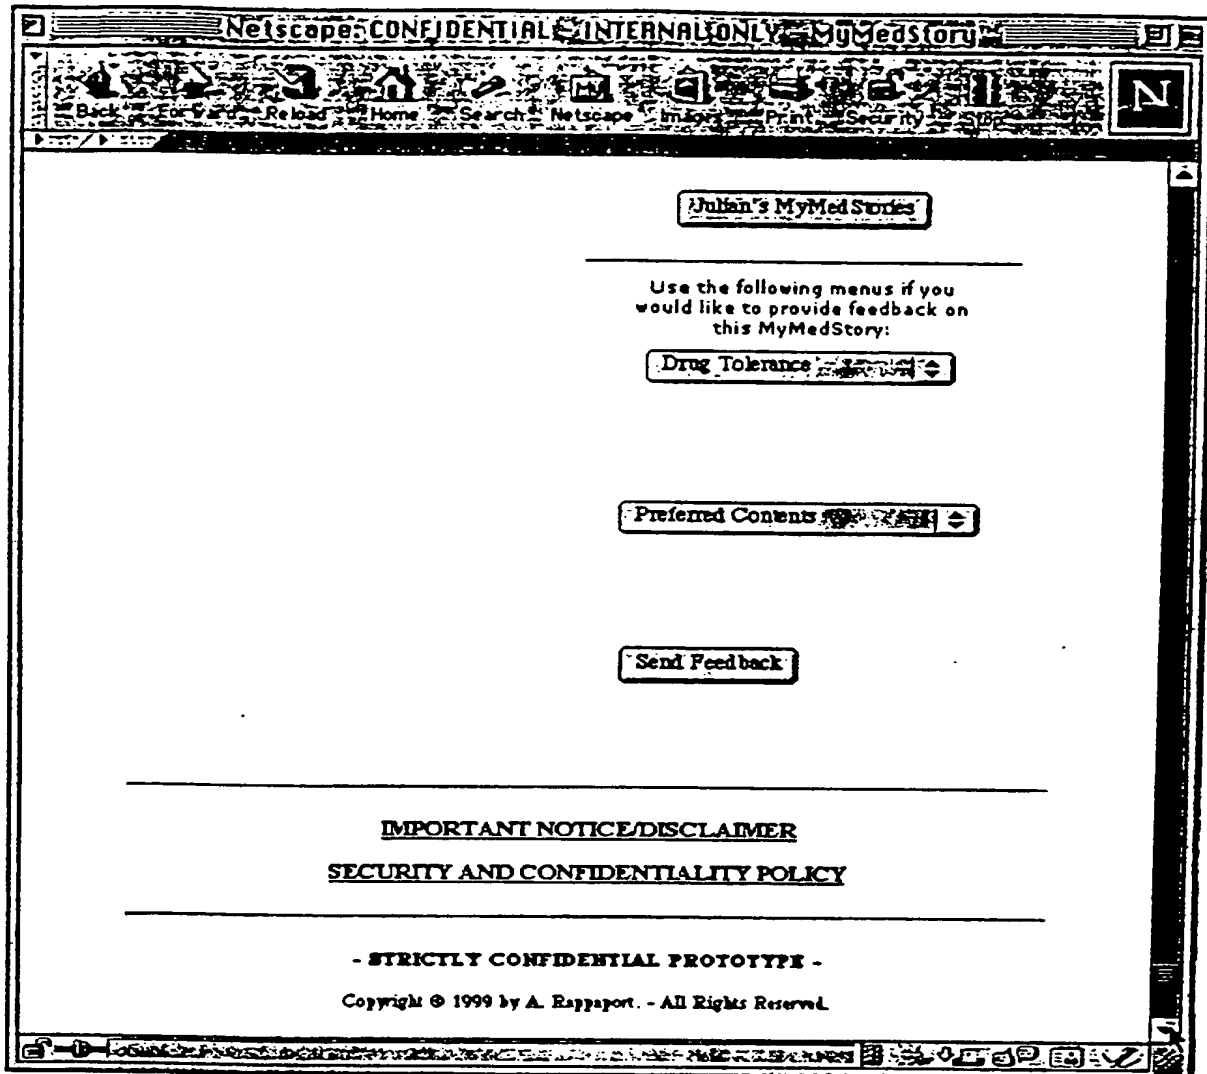 Netscape: CONFIDENTIAL - INTERNAL ONLY - MyMedStory
Back Forward Reload Home Search Netscape Images Print Security Stop
N
Julian's MyMedStories
Use the following menus if you
would like to provide feedback on
this MyMedStory:
Drug Tolerance
Preferred Contents
Send Feedback
IMPORTANT NOTICE/DISCLAIMER
SECURITY AND CONFIDENTIALITY POLICY
- STRICTLY CONFIDENTIAL PROTOTYPE -
Copyright © 1999 by A. Rappaport. - All Rights Reserved.